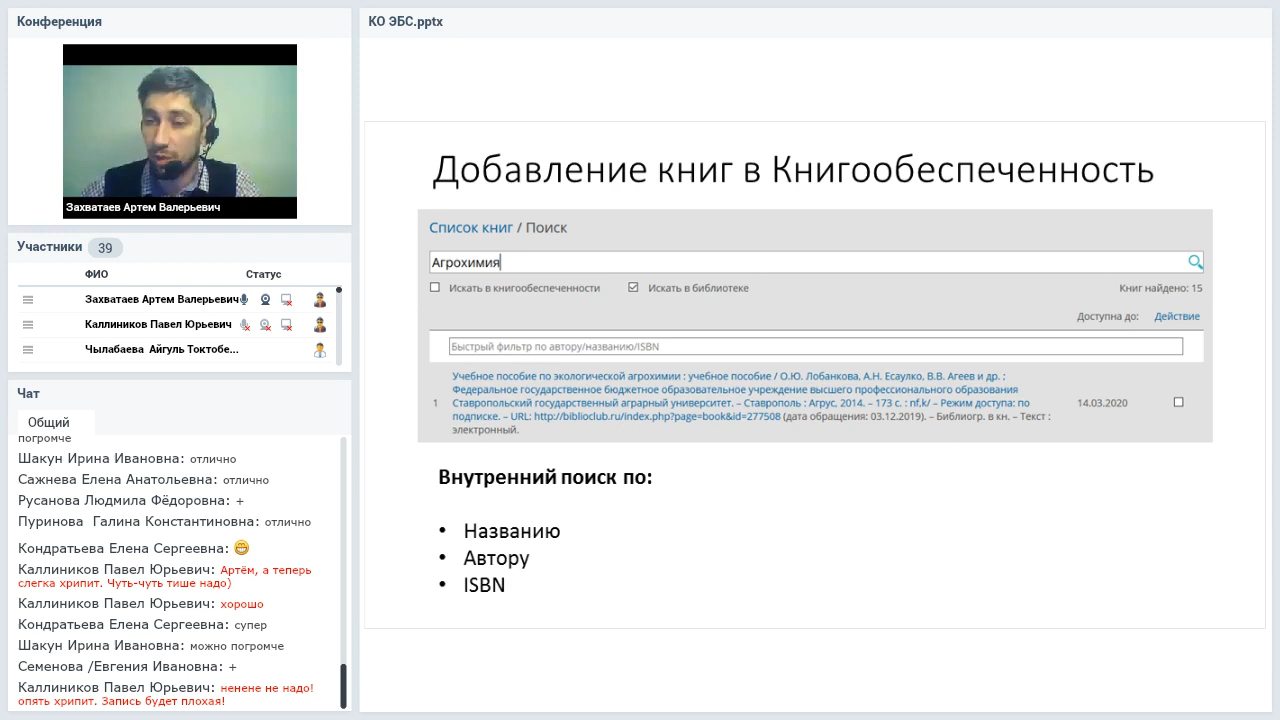 Конференция
Захватаев Артем Валерьевич
Участники 39
ФИО Статус
Захватаев Артем Валерьевич
Каллиников Павел Юрьевич
Чылабаева Айгуль Токтобе...
Чат
Общий
погромче
Шакун Ирина Ивановна: отлично
Сажнева Елена Анатольевна: отлично
Русанова Людмила Фёдоровна: +
Пуринова Галина Константиновна: отлично
Кондратьева Елена Сергеевна: 😁
Каллиников Павел Юрьевич: Артём, а теперь
слегка хрипит. Чуть-чуть тише надо)
Каллиников Павел Юрьевич: хорошо
Кондратьева Елена Сергеевна: супер
Шакун Ирина Ивановна: можно погромче
Семенова /Евгения Ивановна: +
Каллиников Павел Юрьевич: ненене не надо!
опять хрипит. Запись будет плохая!
КО ЭБС.pptx
Добавление книг в Книгообеспеченность
Список книг / Поиск
Агрохимия
Искать в книгообеспеченности Искать в библиотеке Книг найдено: 15
Доступна до: Действие
Быстрый фильтр по автору/названию/ISBN
Учебное пособие по экологической агрохимии : учебное пособие / О.Ю. Лобанкова, А.Н. Есаулко, В.В. Агеев и др. ;
Федеральное государственное бюджетное образовательное учреждение высшего профессионального образования
1 Ставропольский государственный аграрный университет. – Ставрополь : Агрус, 2014. – 173 с. : nf,k/ – Режим доступа: по 14.03.2020
подписке. – URL: http://biblioclub.ru/index.php?page=book&id=277508 (дата обращения: 03.12.2019). – Библиогр. в кн. – Текст :
электронный.
Внутренний поиск по:
• Названию
• Автору
• ISBN